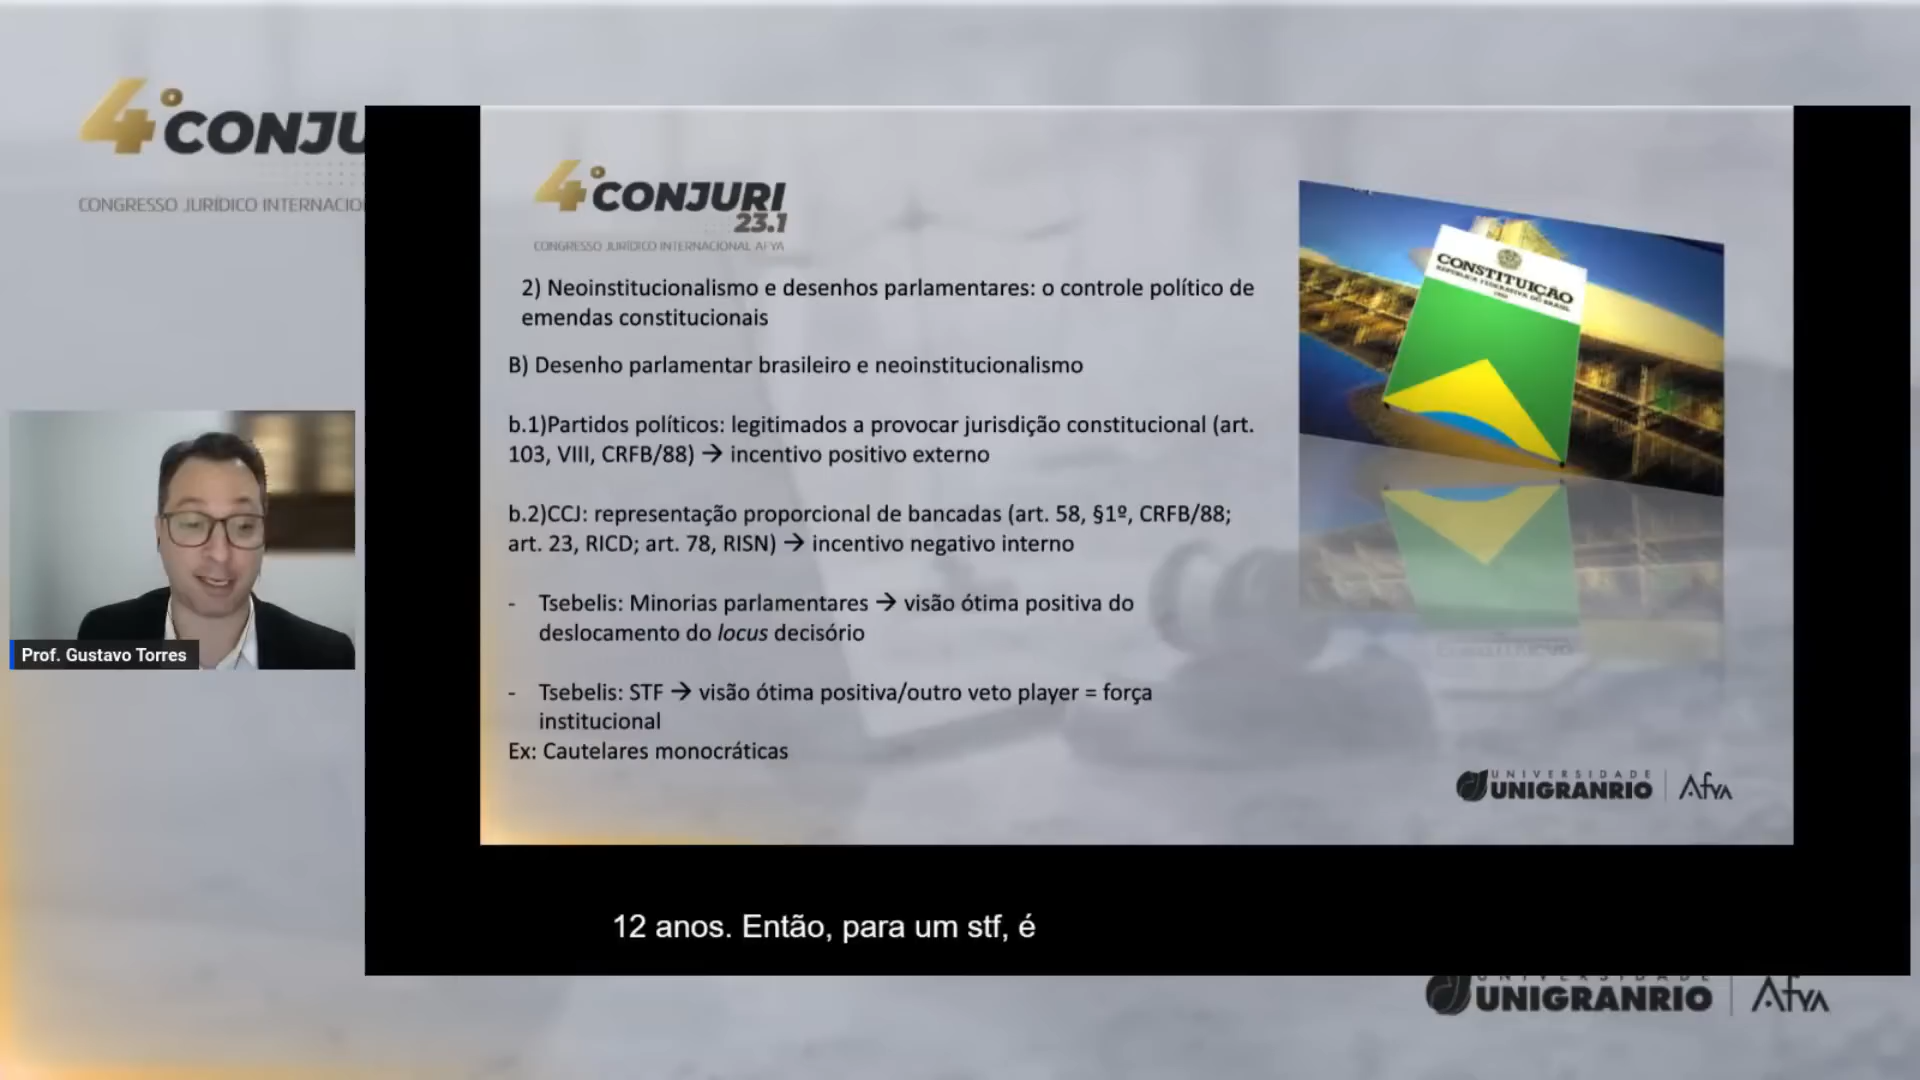 4º CONJU
CONGRESSO JURÍDICO INTERNACIO
4º CONJURI
23.1
CONGRESSO JURÍDICO INTERNACIONAL AFYA
2) Neoinstitucionalismo e desenhos parlamentares: o controle político de
emendas constitucionais
B) Desenho parlamentar brasileiro e neoinstitucionalismo
b.1)Partidos políticos: legitimados a provocar jurisdição constitucional (art.
103, VIII, CRFB/88) → incentivo positivo externo
b.2)CCJ: representação proporcional de bancadas (art. 58, §1º, CRFB/88;
art. 23, RICD; art. 78, RISN) → incentivo negativo interno
- Tsebelis: Minorias parlamentares → visão ótima positiva do
deslocamento do locus decisório
- Tsebelis: STF → visão ótima positiva/outro veto player = força
institucional
Ex: Cautelares monocráticas
CONSTITUIÇÃO
REPÚBLICA FEDERATIVA DO BRASIL
UNIVERSIDADE
UNIGRANRIO
Afya
Prof. Gustavo Torres
12 anos. Então, para um stf, é
UNIVERSIDADE
UNIGRANRIO
Afya